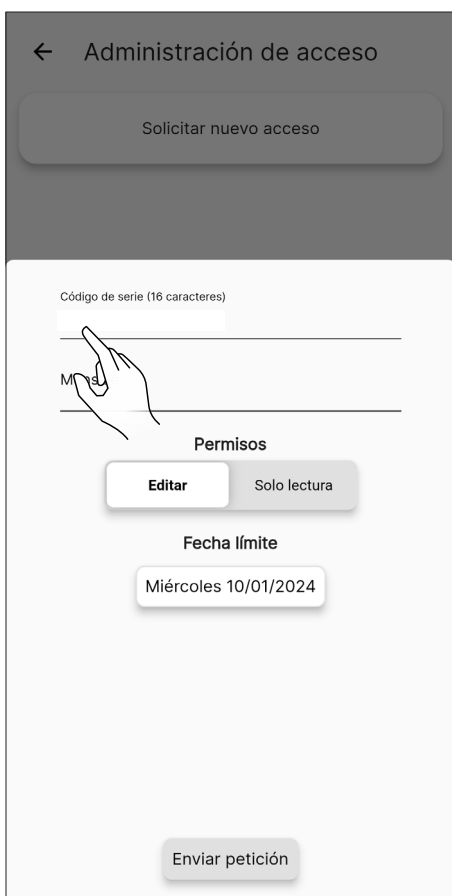 Administración de acceso
Solicitar nuevo acceso
Código de serie (16 caracteres)
Permisos
Editar
Solo lectura
Fecha límite
Miércoles 10/01/2024
Enviar petición